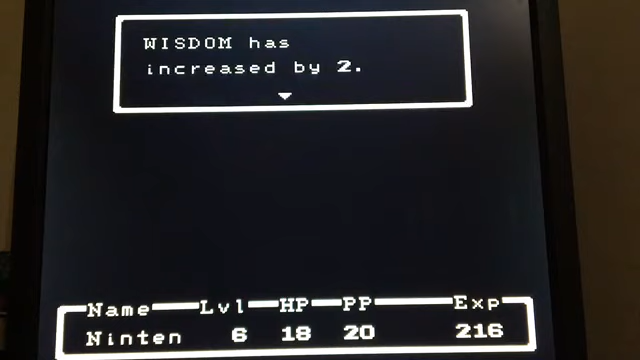 WISDOM has
increased by 2.
Name Lvl HP PP Exp
Ninten 6 18 20 216